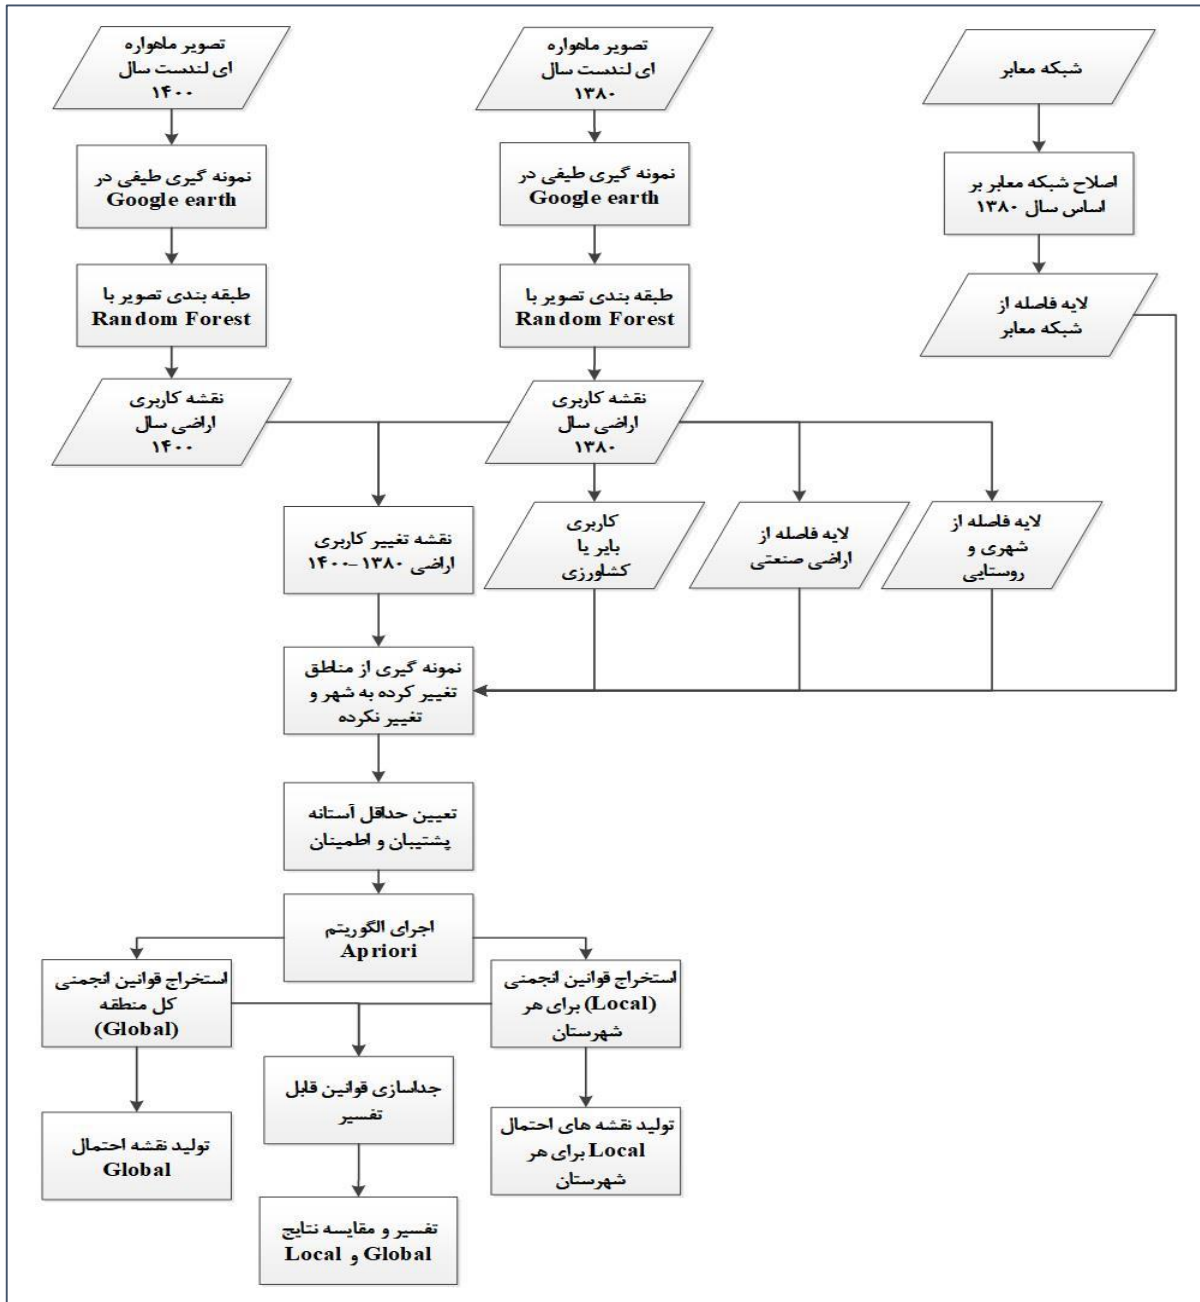 تصویر ماهواره
ای لندست سال
۱۴۰۰
تصویر ماهواره
ای لندست سال
۱۳۸۰
شبکه معابر
نمونه گیری طیفی در
Google earth
نمونه گیری طیفی در
Google earth
اصلاح شبکه معابر بر
اساس سال ۱۳۸۰
طبقه بندی تصویر با
Random Forest
طبقه بندی تصویر با
Random Forest
لایه فاصله از
شبکه معابر
نقشه کاربری
اراضی سال
۱۴۰۰
نقشه کاربری
اراضی سال
۱۳۸۰
نقشه تغییر کاربری
اراضی ۱۳۸۰-۱۴۰۰
کاربری
بایر یا
کشاورزی
لایه فاصله از
اراضی صنعتی
لایه فاصله از
شهری و
روستایی
نمونه گیری از مناطق
تغییر کرده به شهر و
تغییر نکرده
تعیین حداقل آستانه
پشتیبان و اطمینان
اجرای الگوریتم
Apriori
استخراج قوانین انجمنی
کل منطقه
(Global)
استخراج قوانین انجمنی
(Local) برای هر
شهرستان
جداسازی قوانین قابل
تفسیر
تولید نقشه احتمال
Global
تولید نقشه های احتمال
Local برای هر
شهرستان
تفسیر و مقایسه نتایج
Global و Local